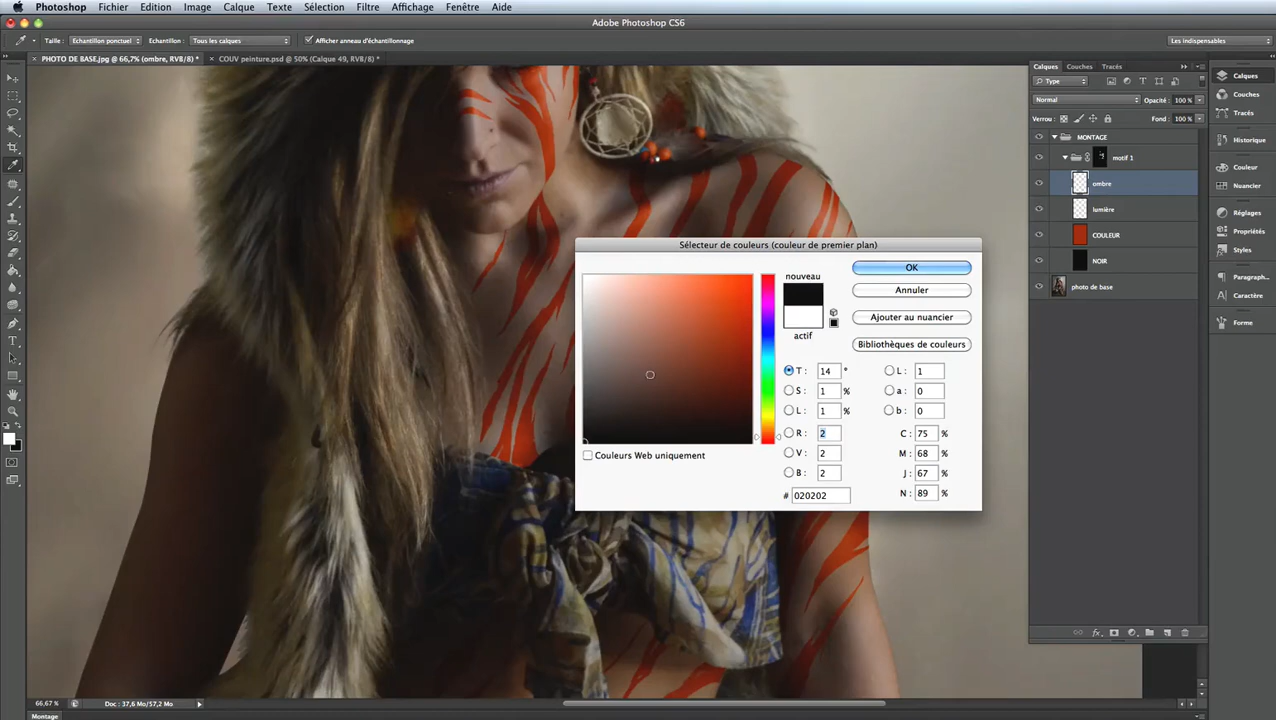 Photoshop Fichier Edition Image Calque Texte Sélection Filtre Affichage Fenêtre Aide
Adobe Photoshop CS6
Taille : Echantillon ponctuel Echantillon : Tous les calques Afficher anneau d'échantillonnage Les indispensables
× PHOTO DE BASE.jpg @ 66,7% (ombre, RVB/8) * × COUV peinture.psd @ 50% (Calque 49, RVB/8) *
Calques Couches Tracés
Type
Normal Opacité : 100 %
Verrou : Fond : 100 %
MONTAGE
motif 1
ombre
lumière
COULEUR
NOIR
photo de base
Calques
Couches
Tracés
Historique
Couleur
Nuancier
Réglages
Propriétés
Styles
Paragraph...
Caractère
Forme
Sélecteur de couleurs (couleur de premier plan)
nouveau
actif
OK
Annuler
Ajouter au nuancier
Bibliothèques de couleurs
T : 14 ° L : 1
S : 1 % a : 0
L : 1 % b : 0
R : 2 C : 75 %
V : 2 M : 68 %
B : 2 J : 67 %
# 020202 N : 89 %
Couleurs Web uniquement
66,67 % Doc : 37,6 Mo/57,2 Mo
Montage